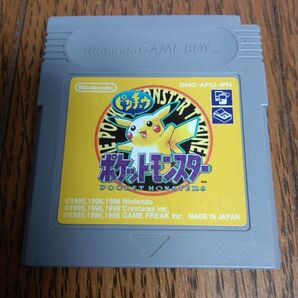 Nintendo GAME BOY
Nintendo
DMG-APSJ-JPN
POCKET MONSTER TRAINER
ピカチュウ
ポケットモンスター
POCKET MONSTERS
©1995,1996,1998 Nintendo
©1995,1996,1998 Creatures inc.
©1995,1996,1998 GAME FREAK inc. MADE IN JAPAN